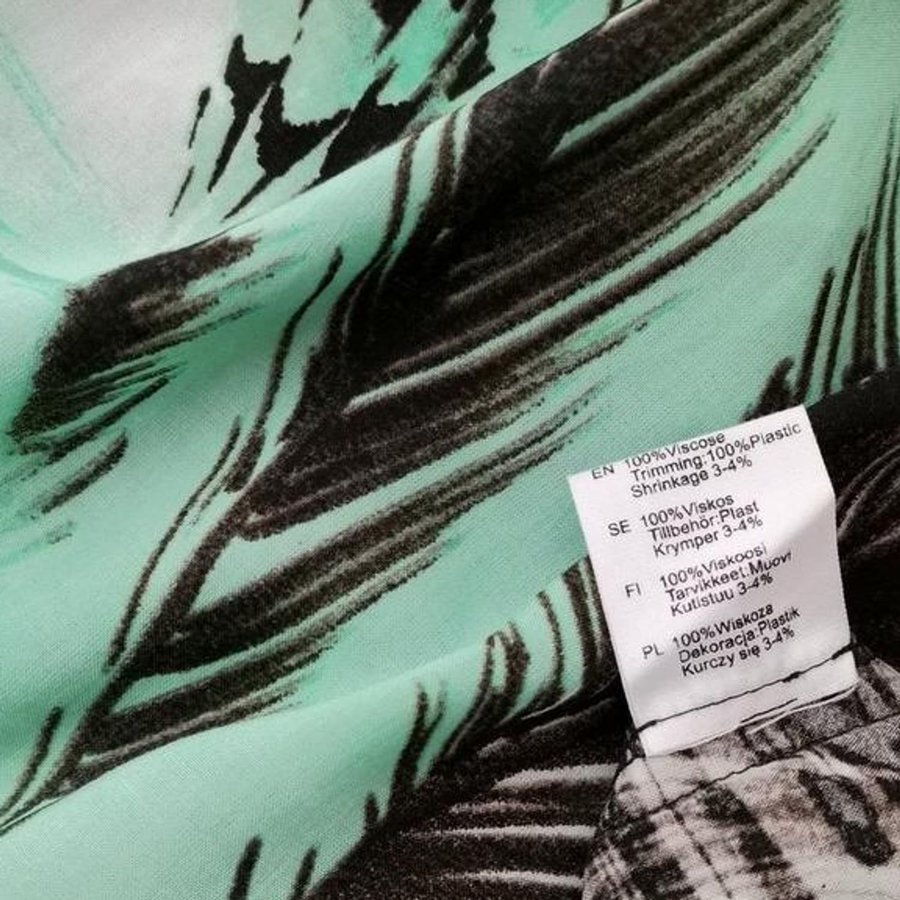 EN 100%Viscose
Trimming:100%Plastic
Shrinkage 3-4%
SE 100%Viskos
Tillbehör:Plast
Krymper 3-4%
FI 100%Viskoosi
Tarvikkeet:Muovi
Kutistuu 3-4%
PL 100%Wiskoza
Dekoracja:Plastik
Kurczy się 3-4%